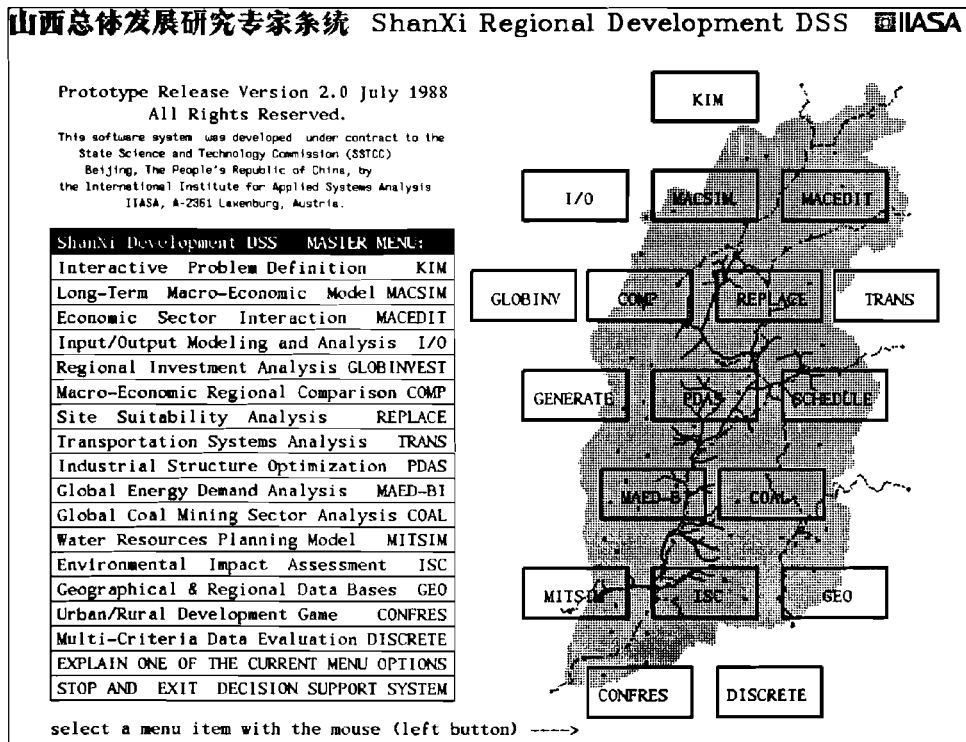 山西总体发展研究专家系统 ShanXi Regional Development DSS IIASA
Prototype Release Version 2.0 July 1988
All Rights Reserved.
This software system was developed under contract to the
State Science and Technology Commission (SSTCC)
Beijing, The People's Republic of China, by
the International Institute for Applied Systems Analysis
IIASA, A-2361 Laxenburg, Austria.
ShanXi Development DSS MASTER MENU:
Interactive Problem Definition KIM
Long-Term Macro-Economic Model MACSIM
Economic Sector Interaction MACEDIT
Input/Output Modeling and Analysis I/O
Regional Investment Analysis GLOBINVEST
Macro-Economic Regional Comparison COMP
Site Suitability Analysis REPLACE
Transportation Systems Analysis TRANS
Industrial Structure Optimization PDAS
Global Energy Demand Analysis MAED-BI
Global Coal Mining Sector Analysis COAL
Water Resources Planning Model MITSIM
Environmental Impact Assessment ISC
Geographical & Regional Data Bases GEO
Urban/Rural Development Game CONFRES
Multi-Criteria Data Evaluation DISCRETE
EXPLAIN ONE OF THE CURRENT MENU OPTIONS
STOP AND EXIT DECISION SUPPORT SYSTEM
select a menu item with the mouse (left button) ---->
KIM
I/O MACSIM MACEDIT
GLOBINV COMP REPLACE TRANS
GENERATE PDAS SCHEDULE
MAED-B COAL
MITSIM ISC GEO
CONFRES DISCRETE